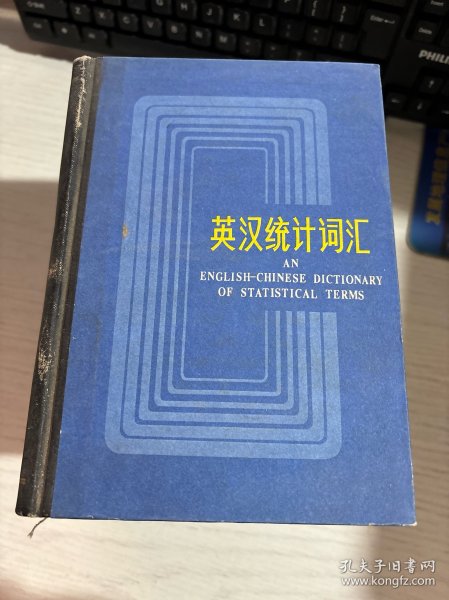 PHILIP
英汉统计词汇
AN
ENGLISH-CHINESE DICTIONARY
OF STATISTICAL TERMS
孔夫子旧书网
www.kongfz.com